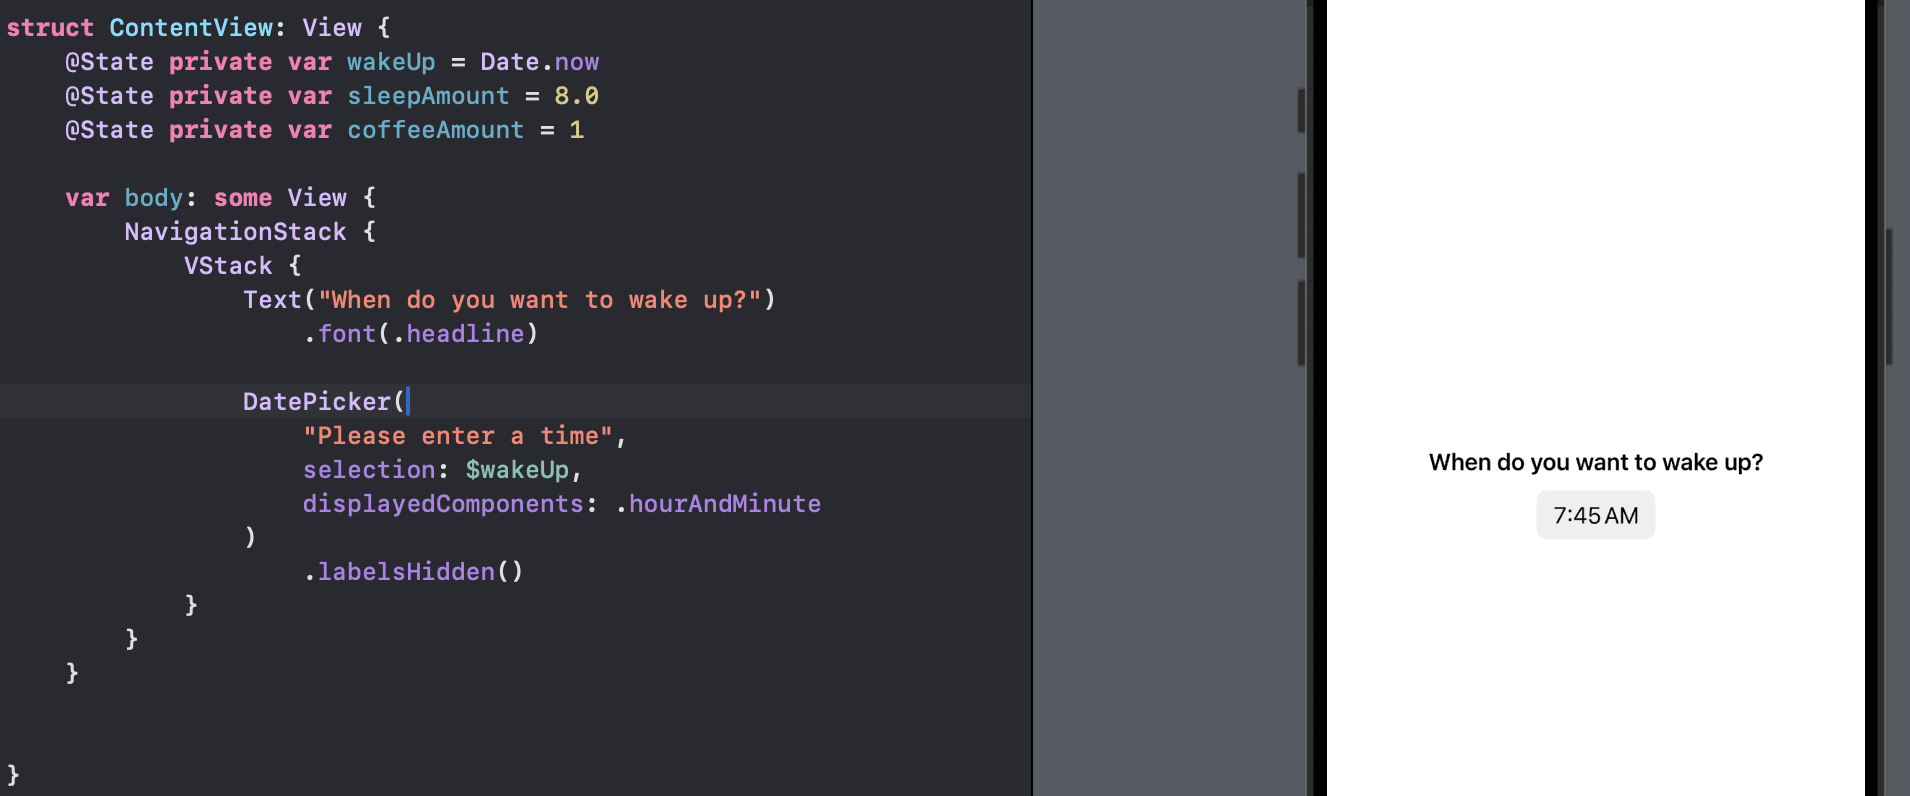 struct ContentView: View {
@State private var wakeUp = Date.now
@State private var sleepAmount = 8.0
@State private var coffeeAmount = 1
var body: some View {
NavigationStack {
VStack {
Text("When do you want to wake up?")
.font(.headline)
DatePicker(
"Please enter a time",
selection: $wakeUp,
displayedComponents: .hourAndMinute
)
.labelsHidden()
}
}
}
}
When do you want to wake up?
7:45 AM